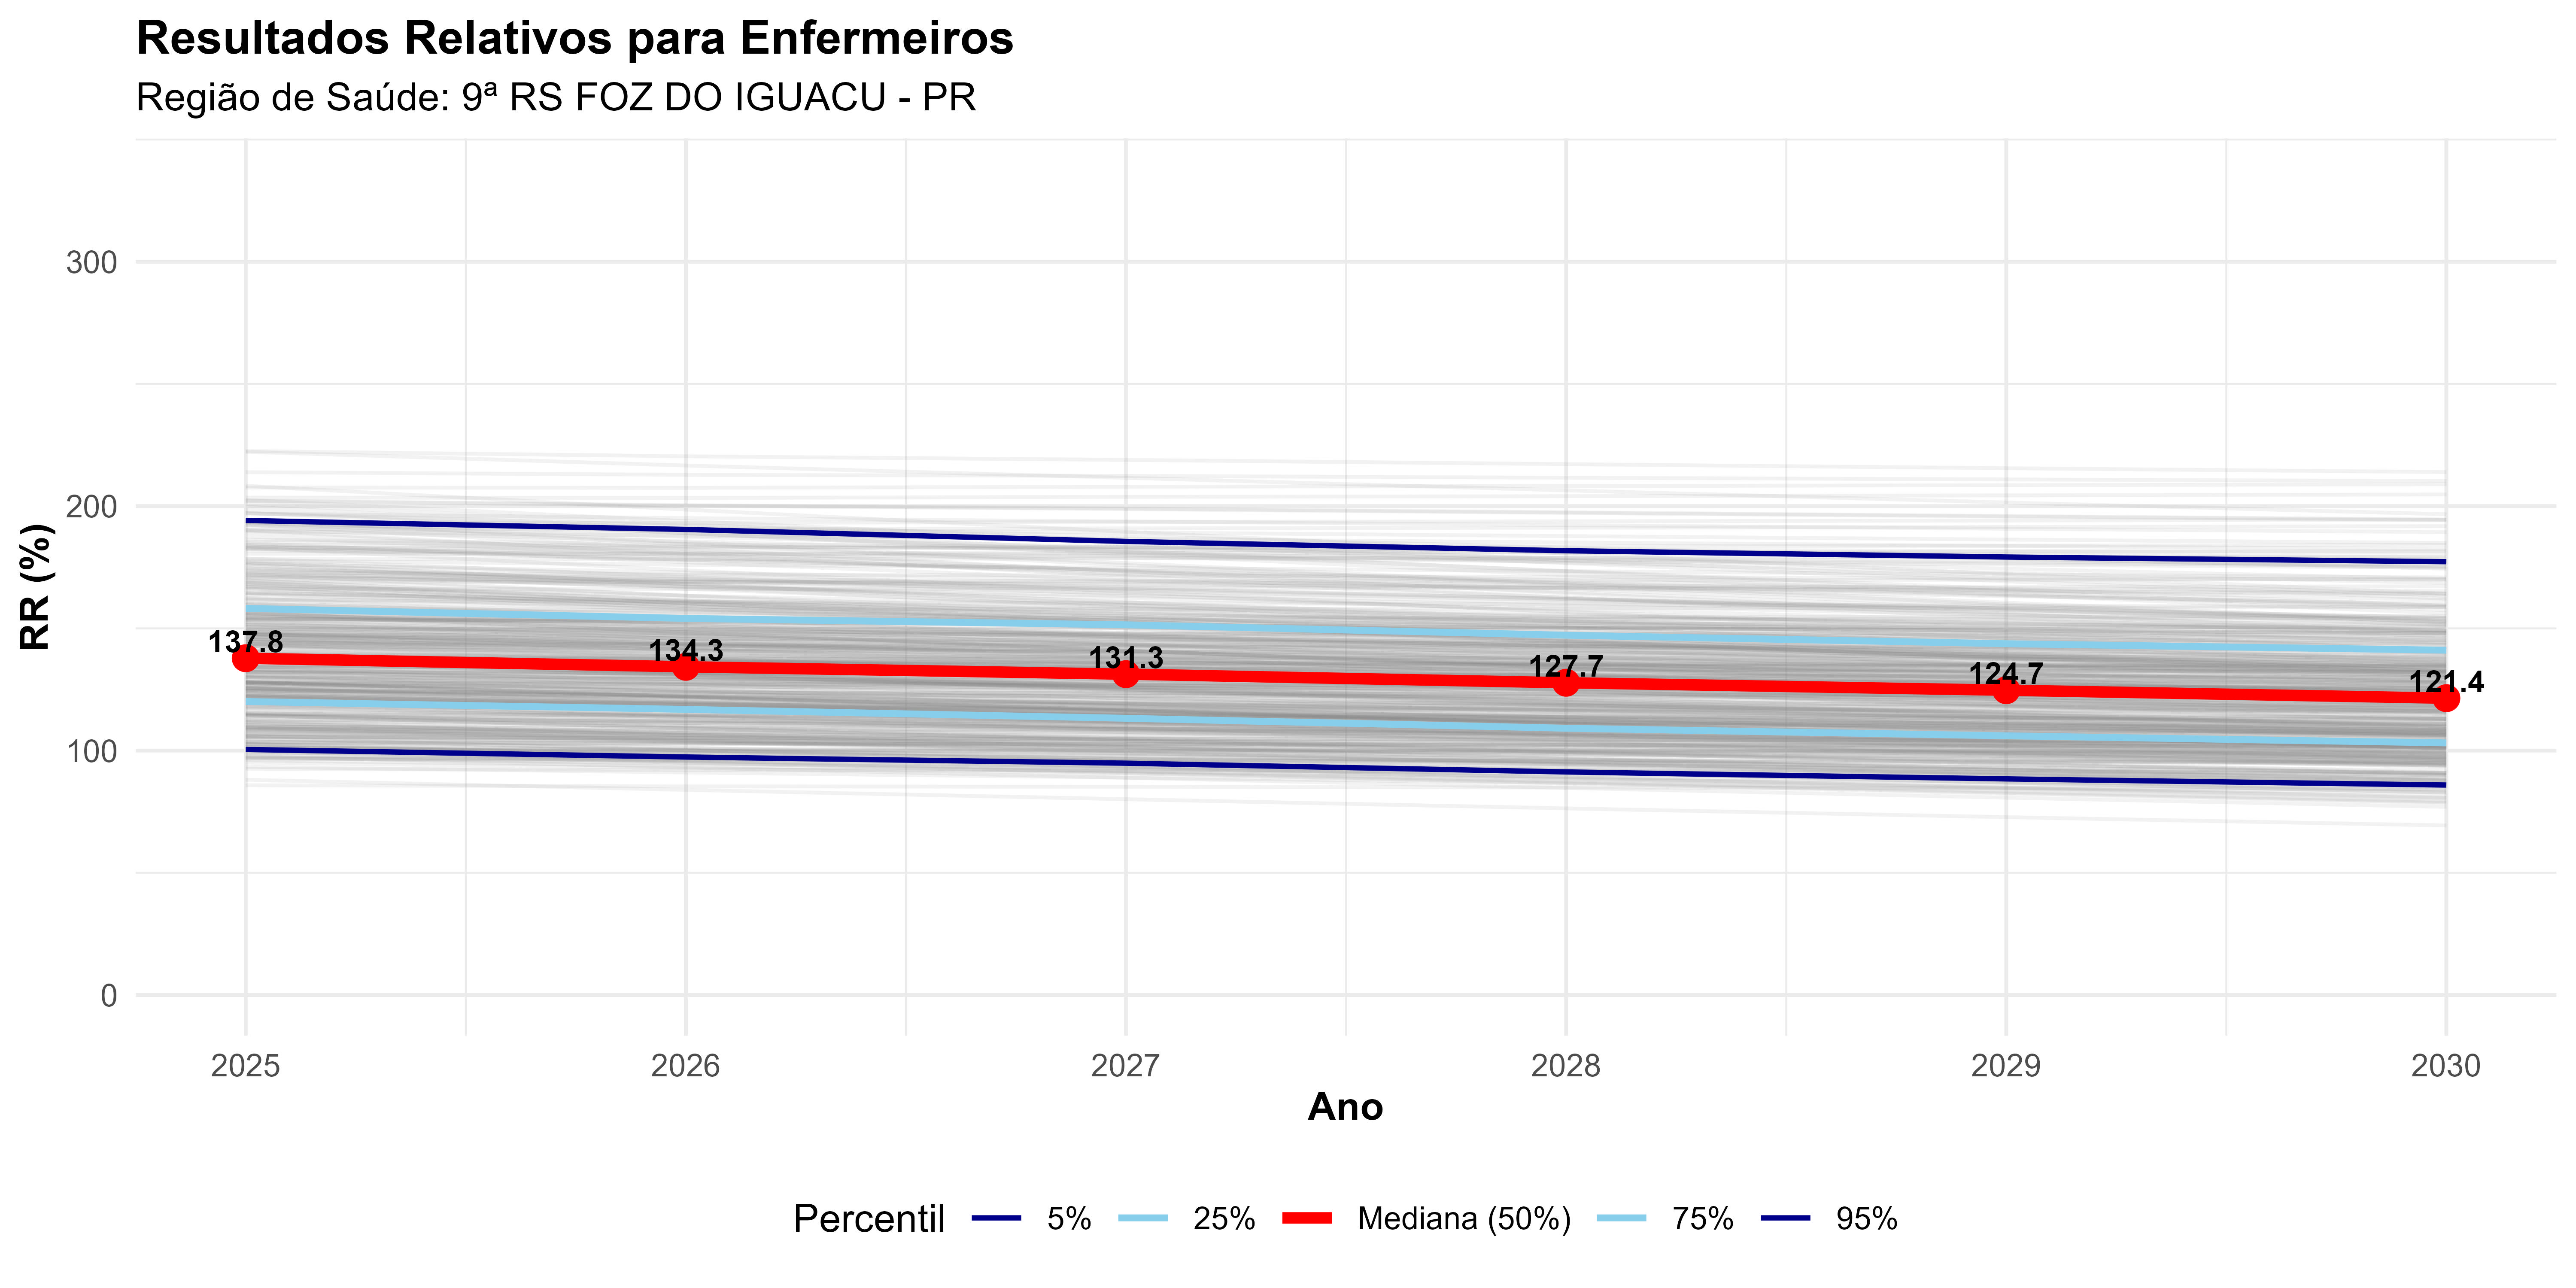 Resultados Relativos para Enfermeiros
Região de Saúde: 9ª RS FOZ DO IGUACU - PR
RR (%)
300
200
100
0
137.8
134.3
131.3
127.7
124.7
121.4
2025 2026 2027 2028 2029 2030
Ano
Percentil 5% 25% Mediana (50%) 75% 95%